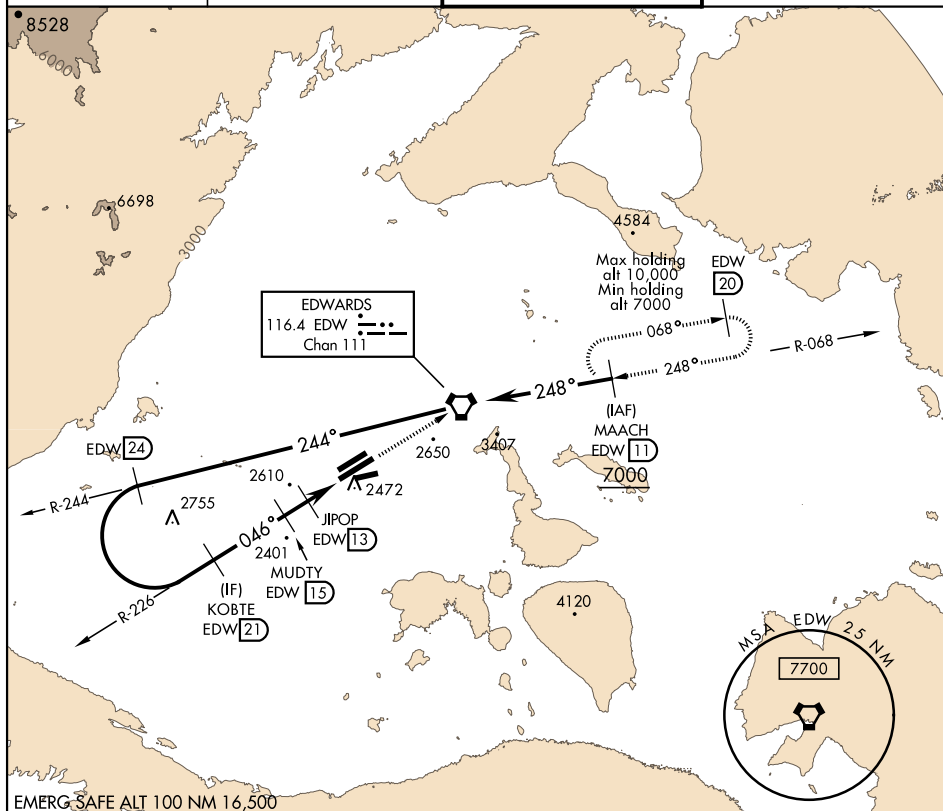 8528
6000
6698
3000
4584
Max holding
alt 10,000
Min holding
alt 7000
EDW
20
EDWARDS
116.4 EDW
Chan 111
068°
R-068
248°
248°
(IAF)
MAACH
EDW 11
7000
244°
EDW 24
R-244
2650
3407
2610
2472
2755
JIPOP
EDW 13
046°
2401
MUDTY
EDW 15
(IF)
KOBTE
EDW 21
R-226
4120
MSA EDW 25 NM
7700
EMERG SAFE ALT 100 NM 16,500